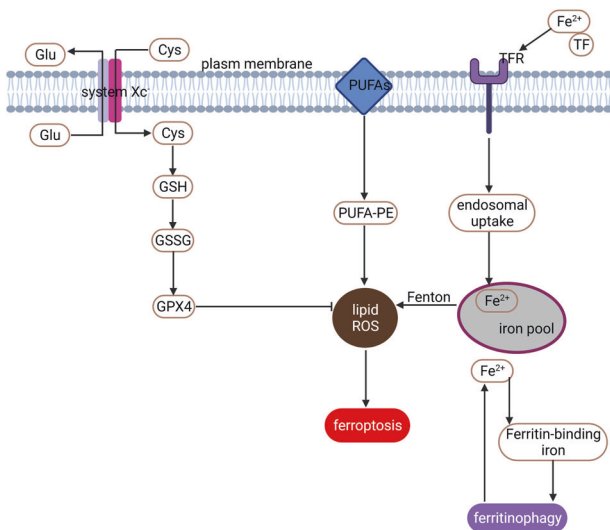 Glu
Cys
plasm membrane
system Xc-
PUFAs
TFR
Fe²⁺
TF
Glu
Cys
GSH
GSSG
GPX4
PUFA-PE
endosomal
uptake
Fenton
lipid
ROS
Fe²⁺
iron pool
ferroptosis
Fe²⁺
Ferritin-binding
iron
ferritinophagy